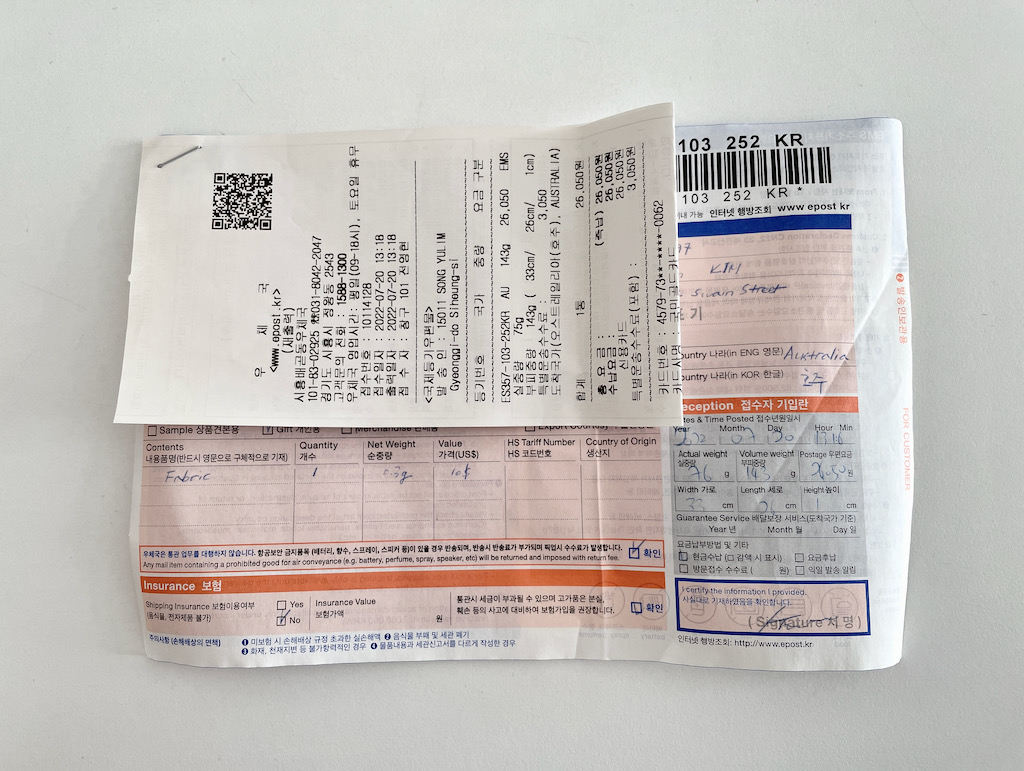 우 체 국
<www.epost.kr>
(재출력)
시흥배곧동우체국
101-83-02925 ☎031-8042-2047
경기도 시흥시 정왕동 2543
고객문의 전화 : 1588-1300
우체국 영업시간: 평일(09-18시), 토요일 휴무
접수번호 : 10114128
접수일자 : 2022-07-20 13:18
출력일자 : 2022-07-20 13:18
접 수 자 : 창구 101 전영현
<국제등기우편물>
발 송 인 : 15011 SONG YULIM
Gyeonggi-do Siheung-si
등기번호 국가 중량 요금 구분
ES357-103-252KR AU 143g 26,050 EMS
실중량 75g
부피중량 143g ( 33cm/ 26cm/ 1cm)
특별운송수수료 : 3,050
도착국가(오스트레일리아(호주), AUSTRALIA)
합계 1통 26,050원
총 요 금 : (즉납) 26,050원
수납요금 : 26,050원
신용카드 26,050원
특별운송수수료(포함) : 3,050원
카드번호 : 4579-73**-****-0052
103 252 KR
103 252 KR *
내 가능 인터넷 행방조회 www.epost.kr
KIM
Swain Street
country 나라(in ENG 영문) Australia
country 나라(in KOR 한글) 호주
Reception 접수자 기입란
Dates & Time Posted 접수년월일시
Year Month Day Hour Min
2022 07 20 13 16
Actual weight 실중량 Volume weight 부피중량 Postage 우편요금
76 g 143 g 26050 원
Width 가로 Length 세로 Height 높이
33 cm 26 cm 1 cm
Guarantee Service 배달보장 서비스(도착국가 기준)
Year 년 Month 월 Day 일
요금납부방법 및 기타
현금수납 (□감액 시 표시) 요금후납
방문접수 수수료 ( 원) 익일 발송 알림
I certify the information I provided.
사실대로 기재하였음을 확인합니다.
(Signature 서명)
인터넷 행방조회: http://www.epost.kr
Sample 상품견본용 Gift 개인용 Merchandise 판매용
Contents
내용품명(반드시 영문으로 구체적으로 기재)
Quantity
개수
Net Weight
순중량
Value
가격(US$)
HS Tariff Number
HS 코드번호
Country of Origin
생산지
Fabric 1 0.3g 10$
우체국은 통관 업무를 대행하지 않습니다. 항공보안 금지품목 (배터리, 향수, 스프레이, 스피커 등)이 있을 경우 반송되며, 반송시 반송료가 부가되며 픽업시 수수료가 발생합니다.
Any mail item containing a prohibited good for air conveyance (e.g. battery, perfume, spray, speaker, etc) will be returned and imposed with return fee.
확인
Insurance 보험
Shipping Insurance 보험이용여부
(음식물, 전자제품 불가)
Yes
No
Insurance Value
보험가액 원
통관시 세금이 부과될 수 있으며 고가품은 분실,
훼손 등의 사고에 대비하여 보험가입을 권장합니다.
확인
주의사항 (손해배상의 면책)
❶ 미보험 시 손해배상 규정 초과한 실손해액 ❷ 음식물 부패 및 세관 폐기
❸ 화재, 천재지변 등 불가항력적인 경우 ❹ 물품내용과 세관신고서를 다르게 작성한 경우
발송인보관용
FOR CUSTOMER